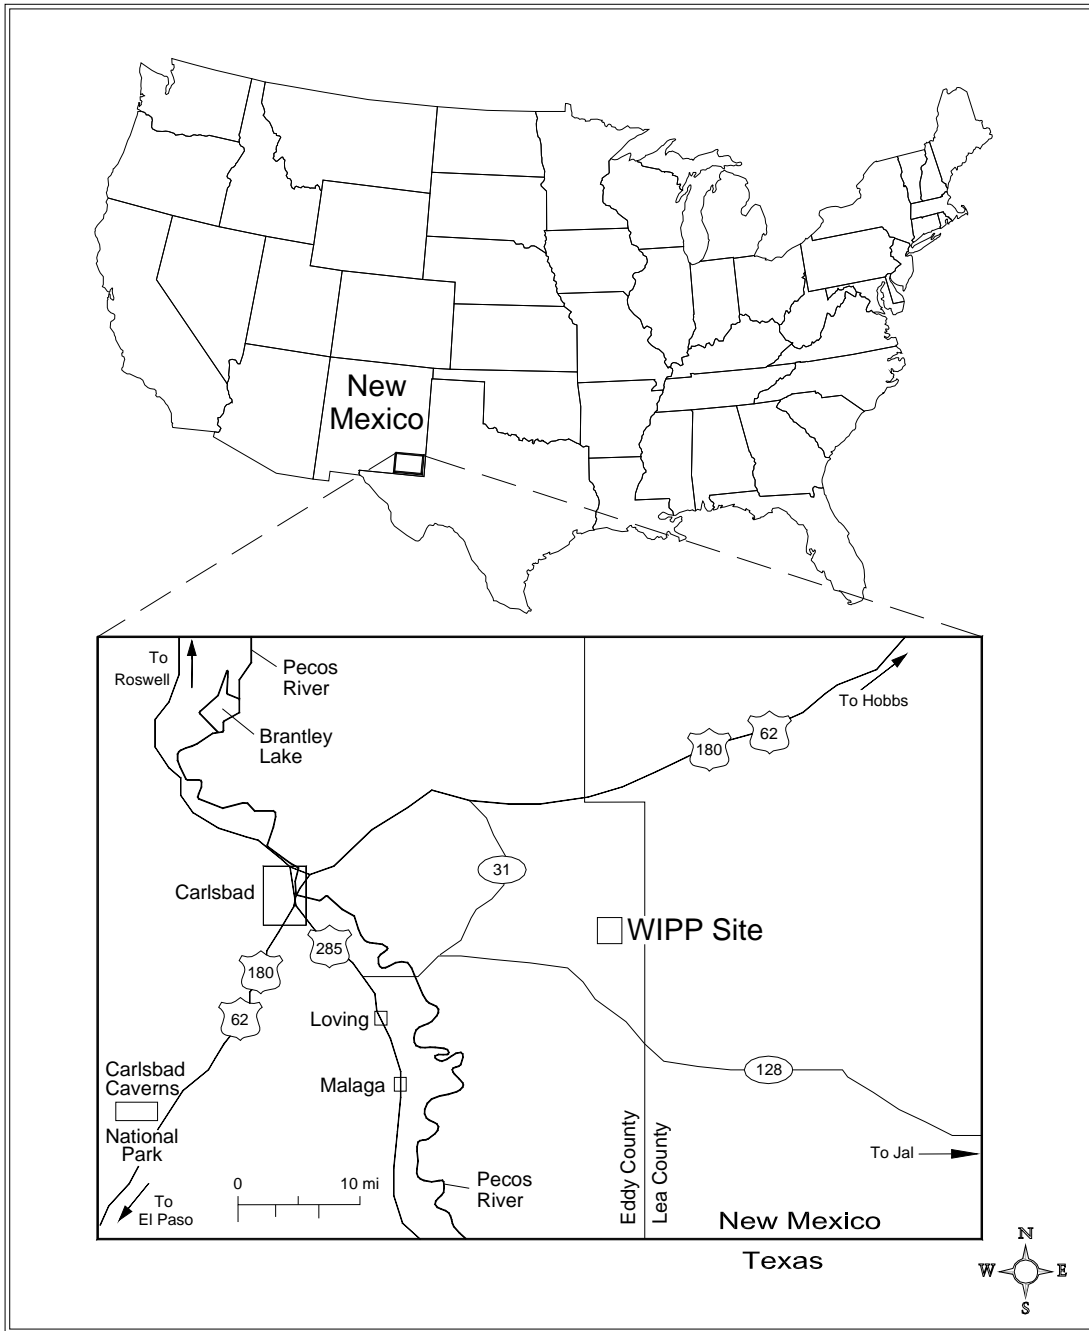 New
Mexico
To
Roswell
Pecos
River
Brantley
Lake
To Hobbs
62
180
31
Carlsbad
WIPP Site
285
180
62
Loving
Carlsbad
Caverns
National
Park
Malaga
128
To Jal
Eddy County
Lea County
0 10 mi
Pecos
River
To
El Paso
New Mexico
Texas
N
W E
S